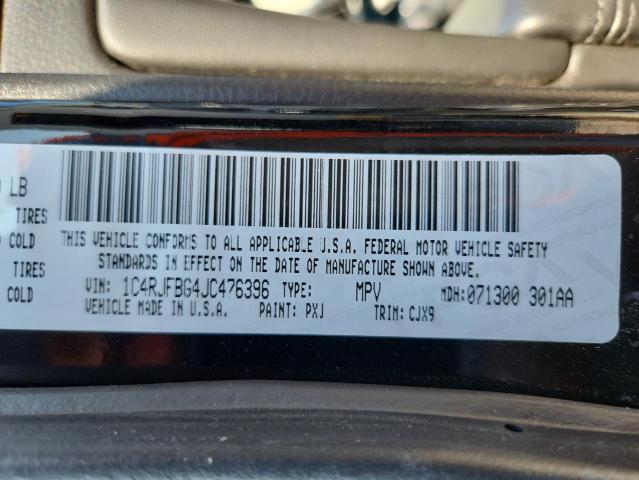 LB
TIRES
COLD
TIRES
COLD
THIS VEHICLE CONFORMS TO ALL APPLICABLE U.S.A. FEDERAL MOTOR VEHICLE SAFETY
STANDARDS IN EFFECT ON THE DATE OF MANUFACTURE SHOWN ABOVE.
VIN: 1C4RJFBG4JC476396 TYPE: MPV MDH: 071300 301AA
VEHICLE MADE IN U.S.A. PAINT: PXJ TRIM: CJX9